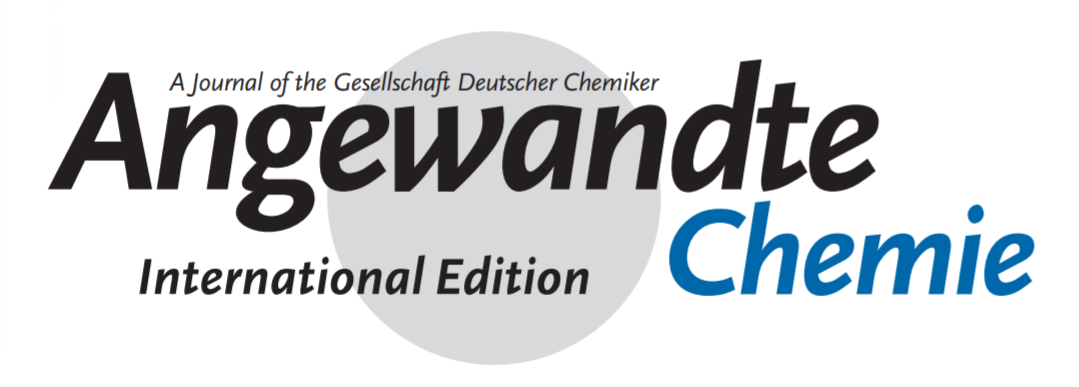 A Journal of the Gesellschaft Deutscher Chemiker
Angewandte
Chemie
International Edition